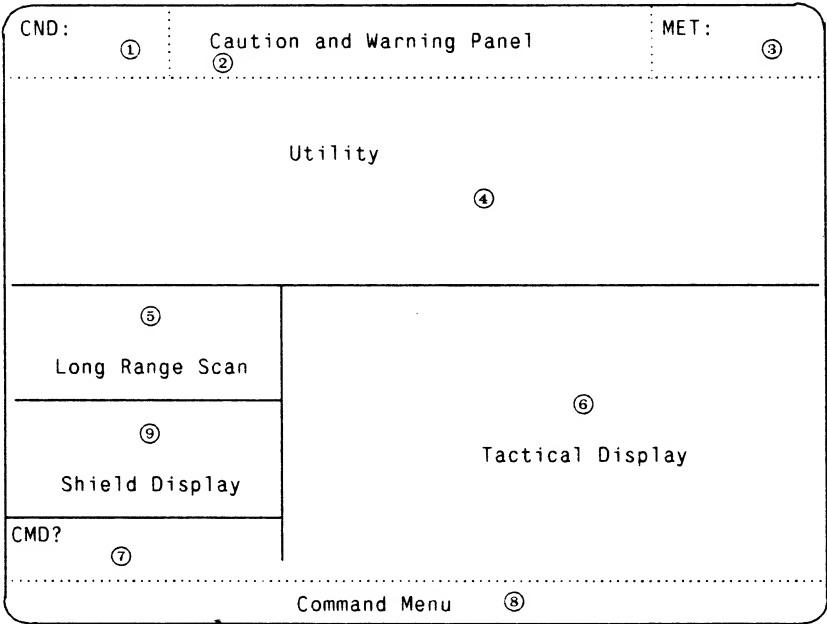 CND:
①
Caution and Warning Panel
②
MET:
③
Utility
④
⑤
Long Range Scan
⑥
Tactical Display
⑨
Shield Display
CMD?
⑦
Command Menu ⑧